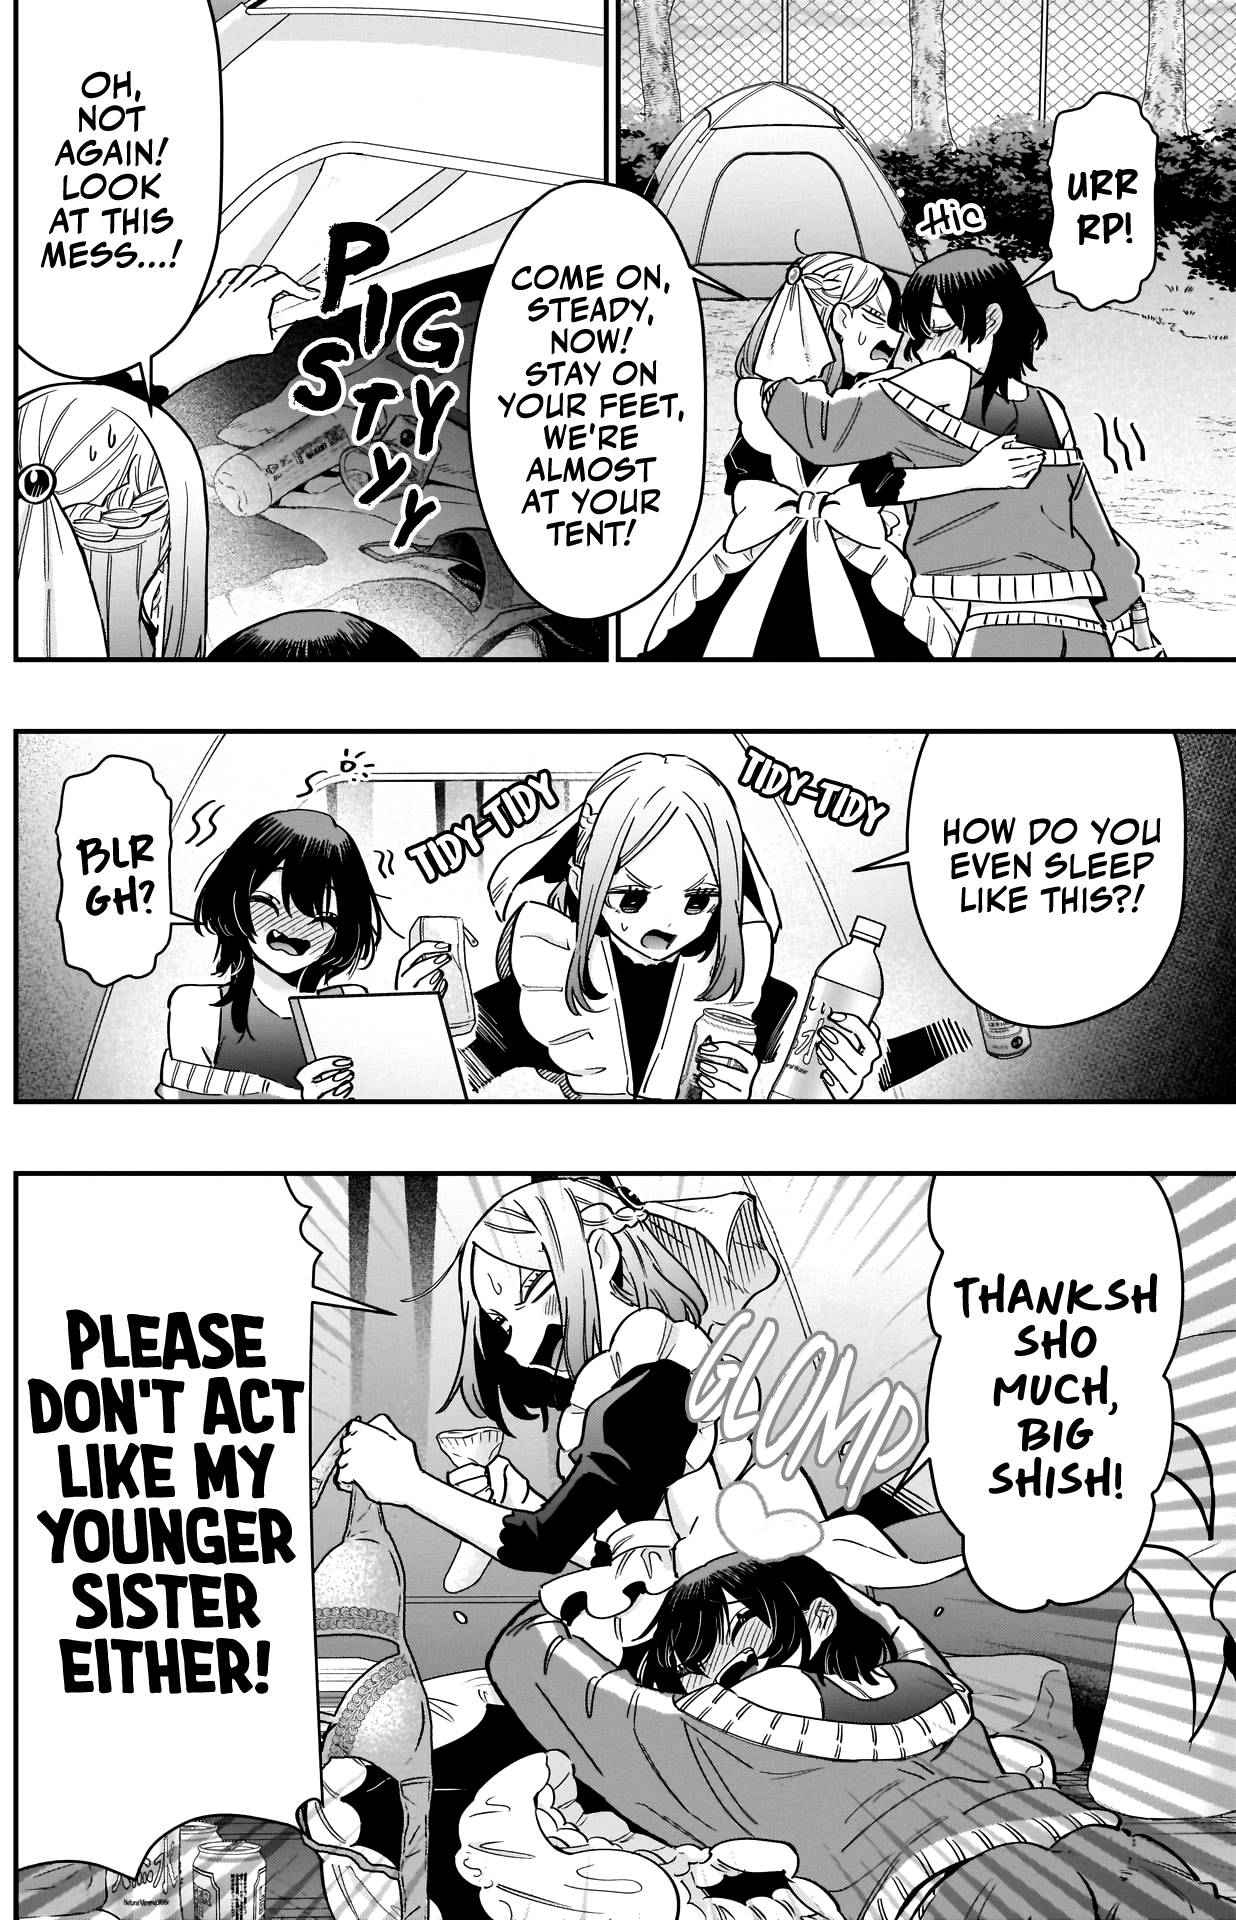 URR
RP!
Hic
COME ON,
STEADY,
NOW!
STAY ON
YOUR FEET,
WE'RE
ALMOST
AT YOUR
TENT!
OH,
NOT
AGAIN!
LOOK
AT THIS
MESS...!
PIG
STYYYY
HOW DO YOU
EVEN SLEEP
LIKE THIS?!
TIDY-TIDY
TIDY-TIDY
BLR
GH?
THANKSH
SHO
MUCH,
BIG
SHISH!
GLOMP
PLEASE
DON'T ACT
LIKE MY
YOUNGER
SISTER
EITHER!